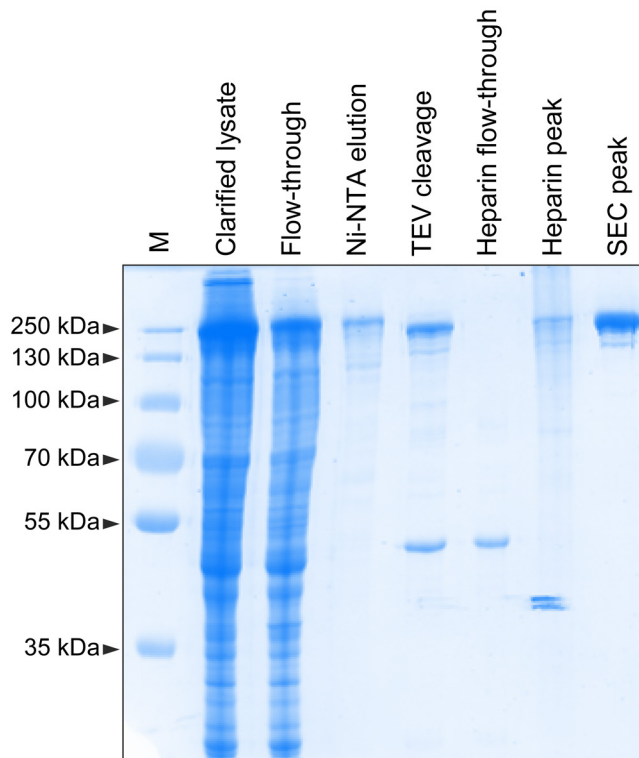 M
Clarified lysate
Flow-through
Ni-NTA elution
TEV cleavage
Heparin flow-through
Heparin peak
SEC peak
250 kDa
130 kDa
100 kDa
70 kDa
55 kDa
35 kDa